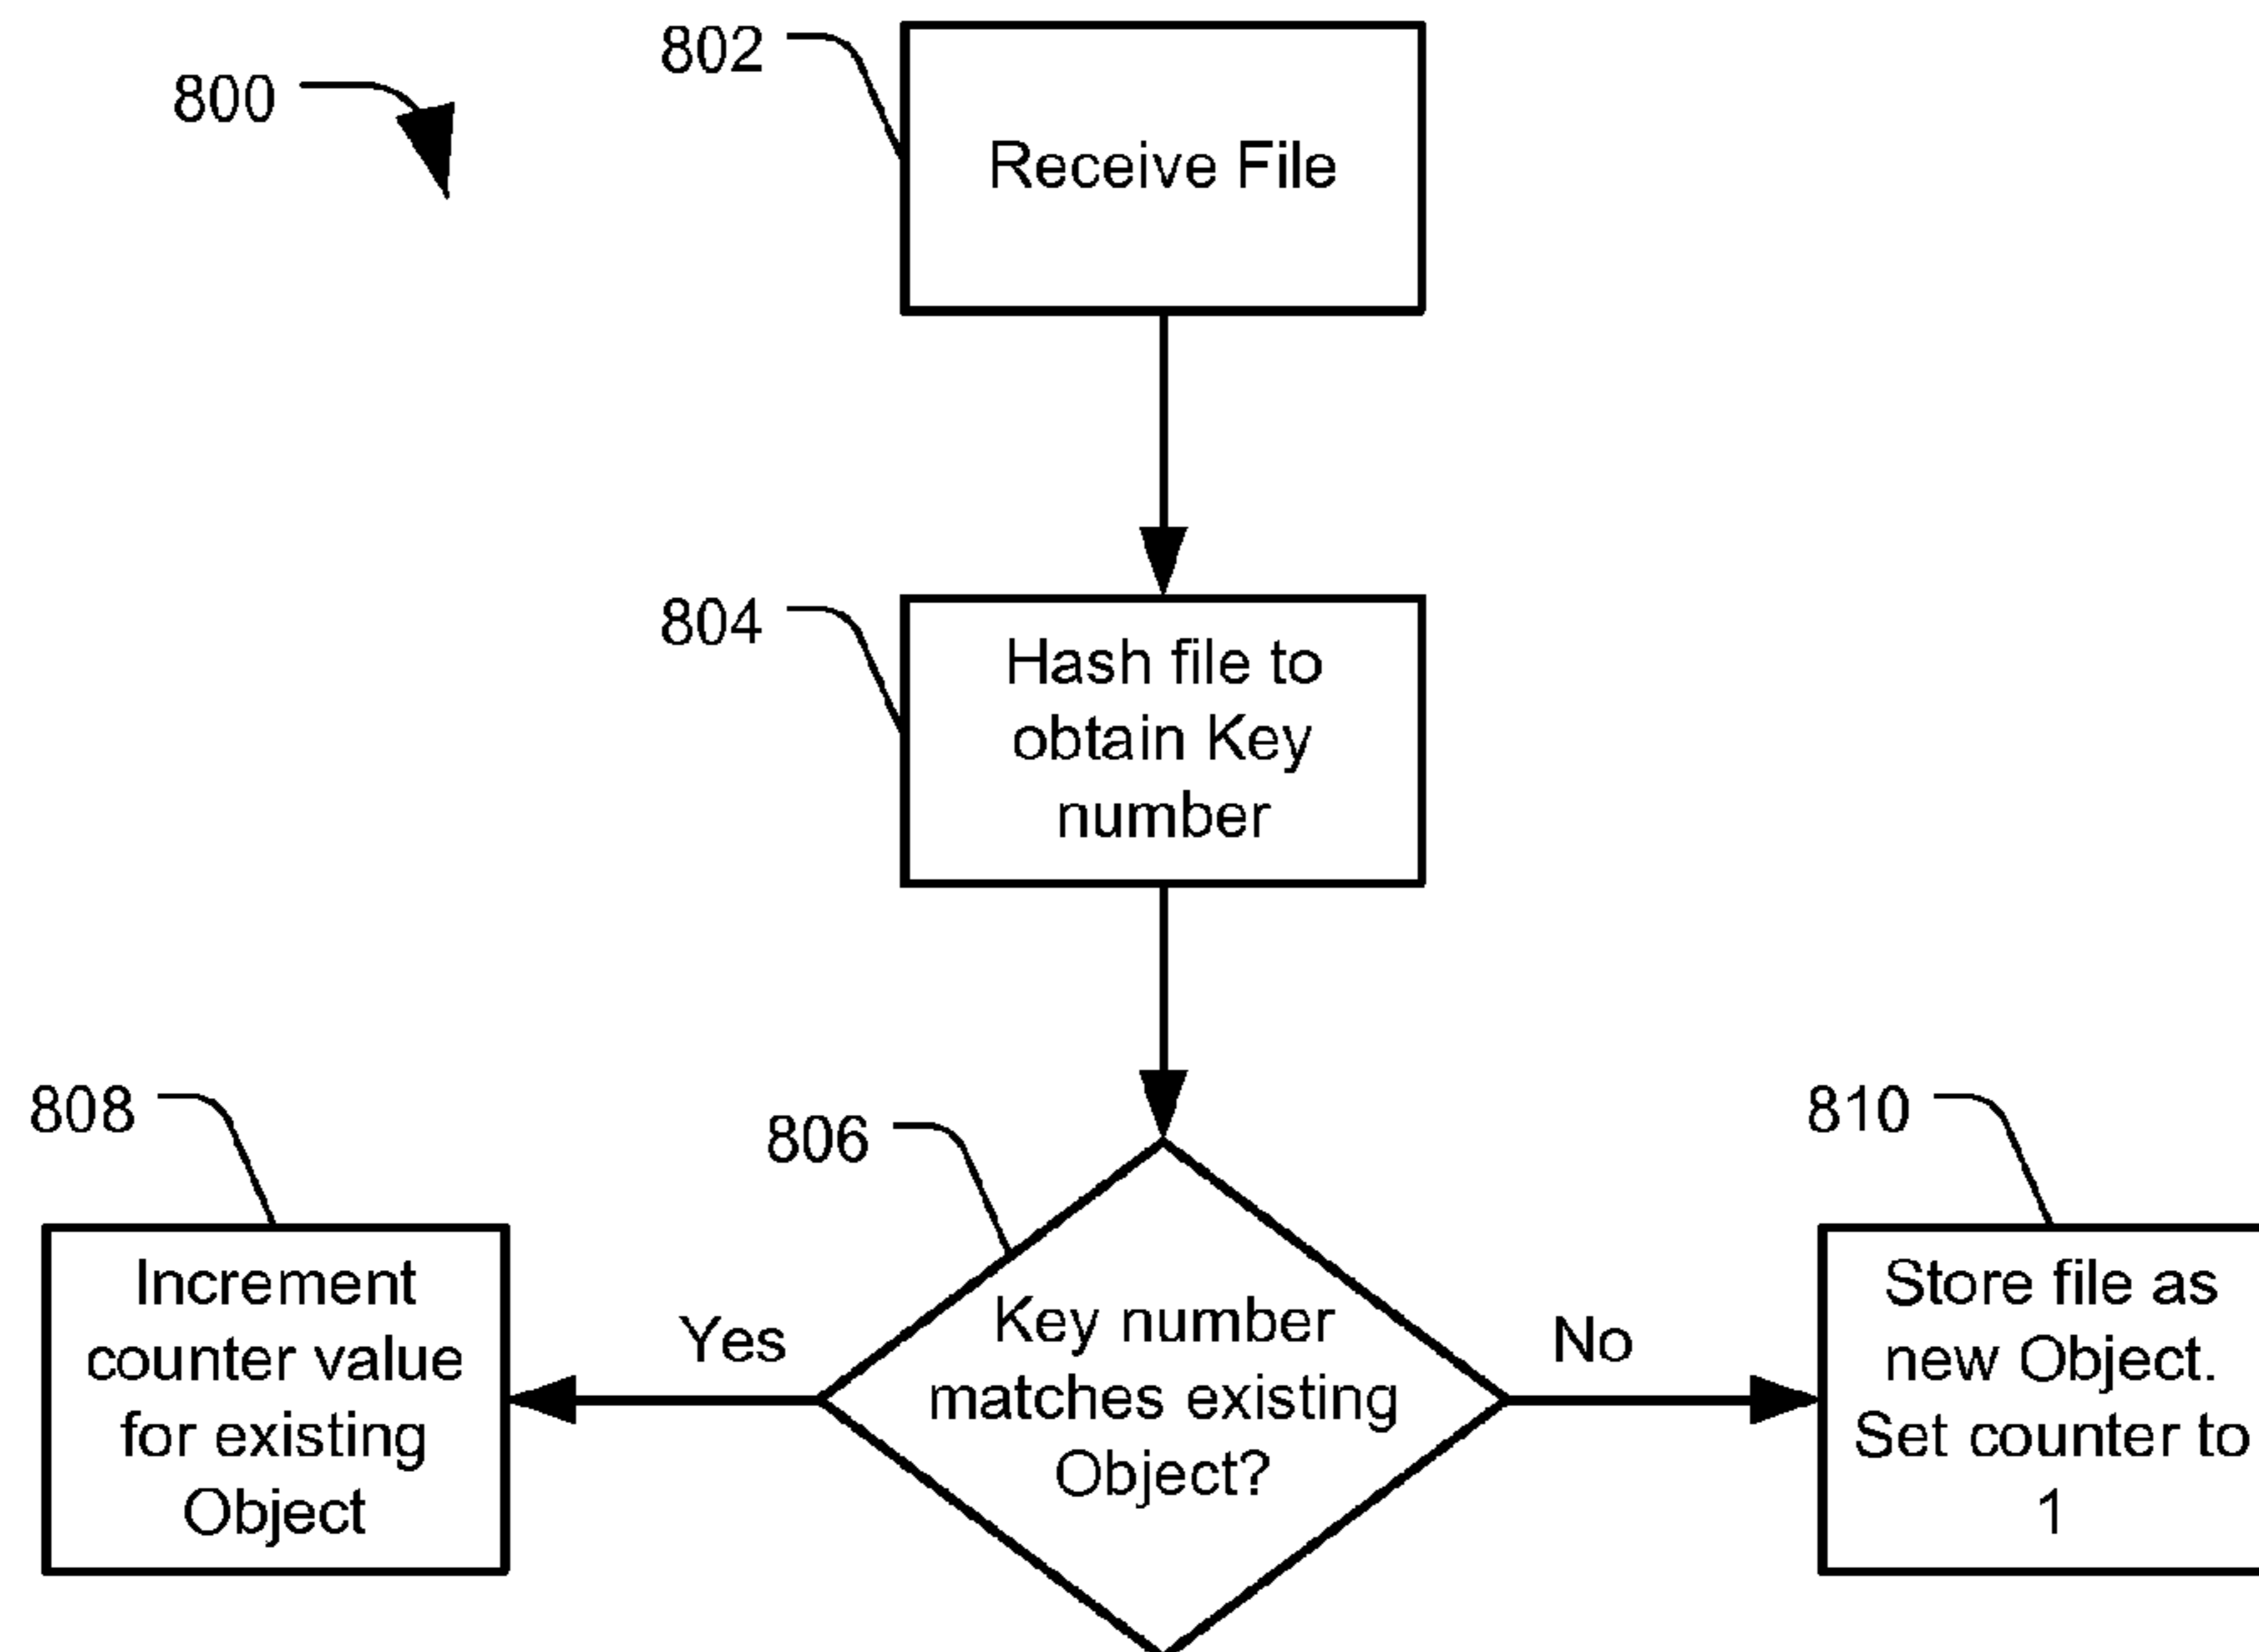 802
800
Receive File
804
Hash file to
obtain Key
number
808
806
810
Increment
counter value
for existing
Object
Yes
Key number
matches existing
Object?
No
Store file as
new Object.
Set counter to
1